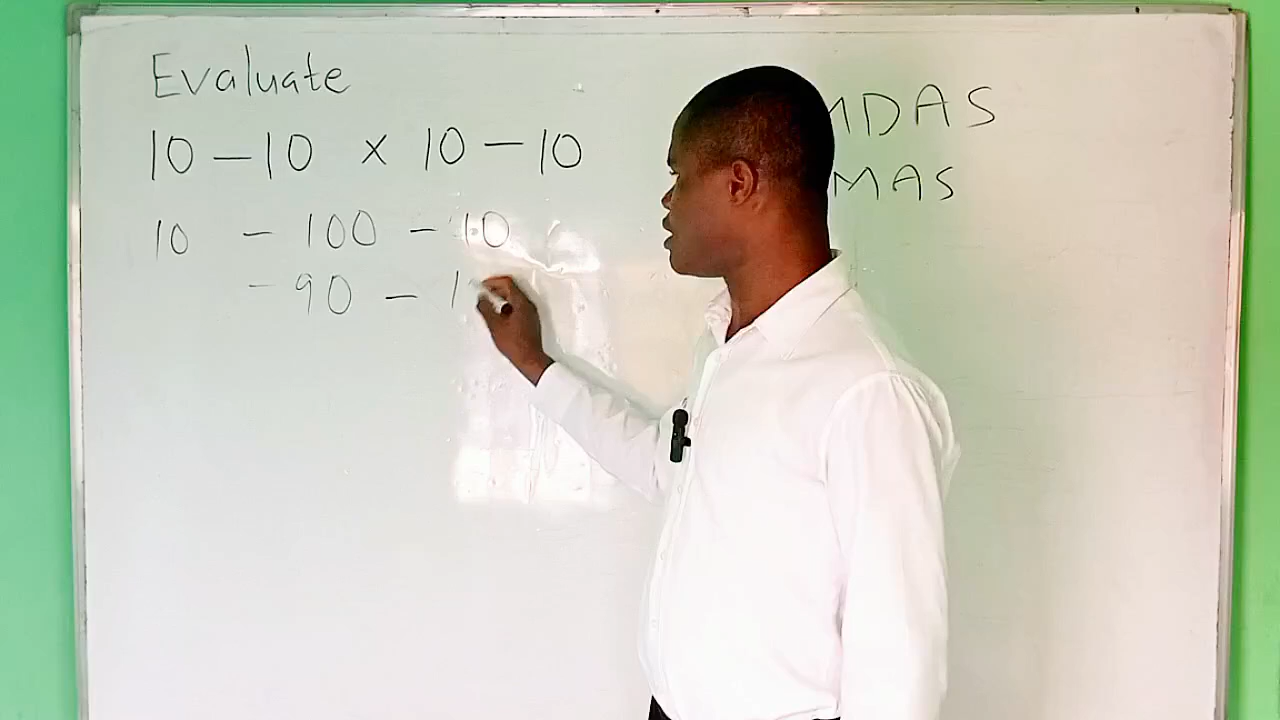 Evaluate
10 – 10 × 10 – 10
10 – 100 – 10
-90 – 1
MDAS
MAS